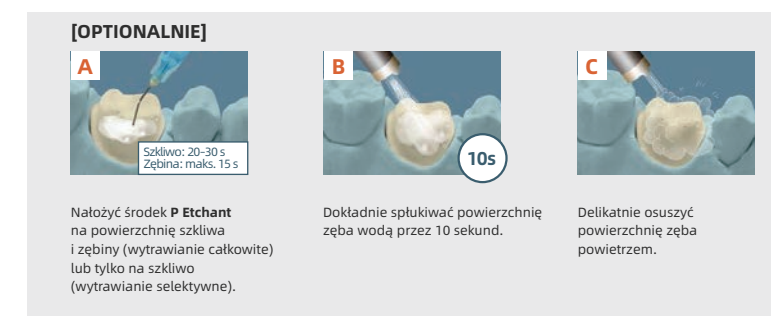 [OPTIONALNIE]
A
Szkliwo: 20–30 s
Zębina: maks. 15 s
Nałożyć środek P Etchant
na powierzchnię szkliwa
i zębiny (wytrawianie całkowite)
lub tylko na szkliwo
(wytrawianie selektywne).
B
10s
Dokładnie spłukiwać powierzchnię
zęba wodą przez 10 sekund.
C
Delikatnie osuszyć
powierzchnię zęba
powietrzem.